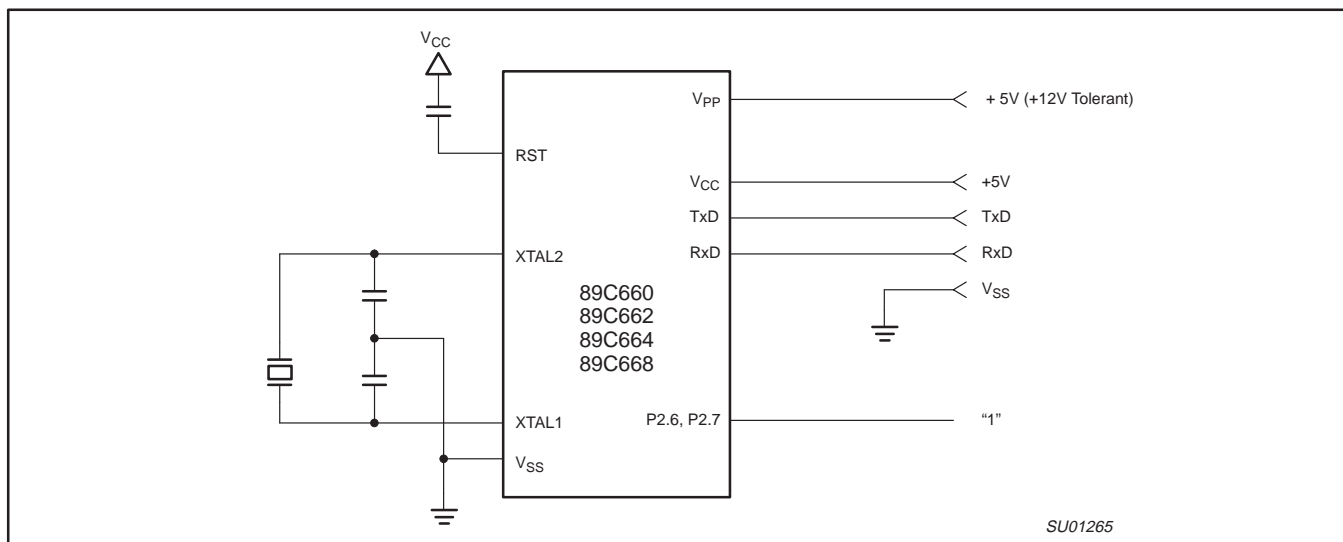 VCC
RST
XTAL2
XTAL1
VSS
89C660
89C662
89C664
89C668
VPP
VCC
TxD
RxD
P2.6, P2.7
+ 5V (+12V Tolerant)
+5V
TxD
RxD
VSS
“1”
SU01265